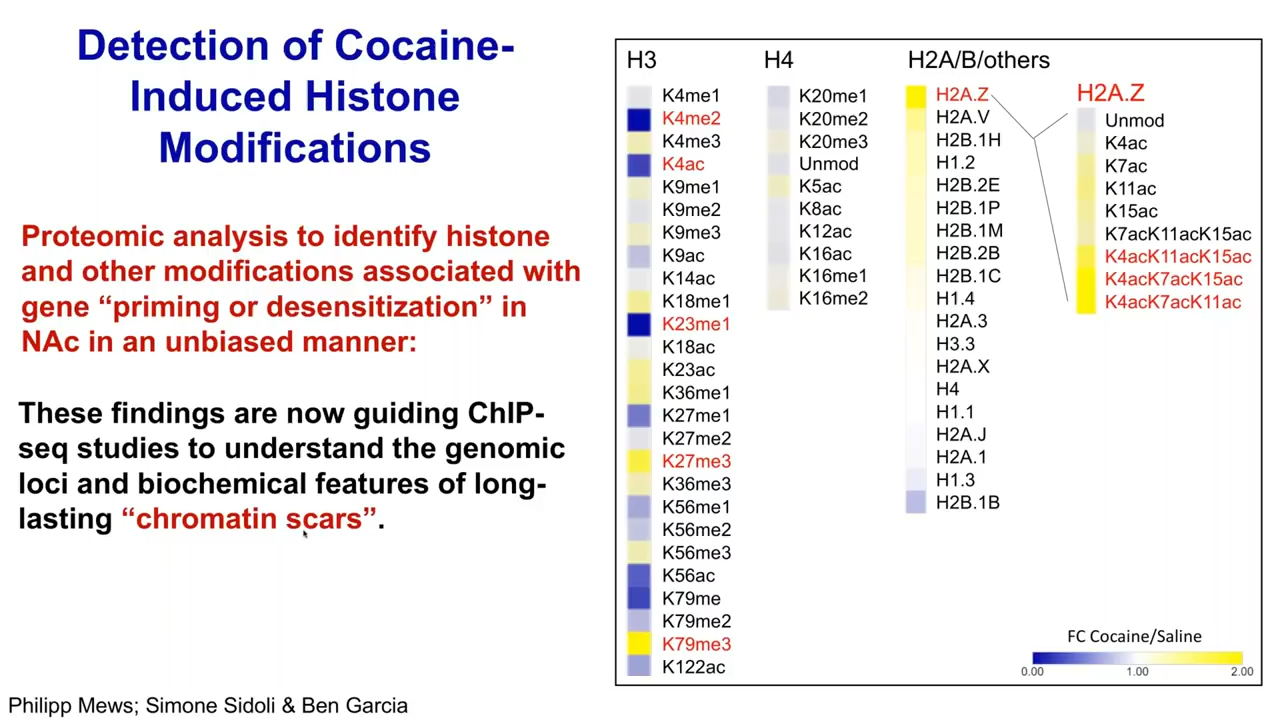 Detection of Cocaine-
Induced Histone
Modifications
Proteomic analysis to identify histone
and other modifications associated with
gene “priming or desensitization” in
NAc in an unbiased manner:
These findings are now guiding ChIP-
seq studies to understand the genomic
loci and biochemical features of long-
lasting “chromatin scars”.
Philipp Mews; Simone Sidoli & Ben Garcia
H3
K4me1
K4me2
K4me3
K4ac
K9me1
K9me2
K9me3
K9ac
K14ac
K18me1
K23me1
K18ac
K23ac
K36me1
K27me1
K27me2
K27me3
K36me3
K56me1
K56me2
K56me3
K56ac
K79me
K79me2
K79me3
K122ac
H4
K20me1
K20me2
K20me3
Unmod
K5ac
K8ac
K12ac
K16ac
K16me1
K16me2
H2A/B/others
H2A.Z
H2A.V
H2B.1H
H1.2
H2B.2E
H2B.1P
H2B.1M
H2B.2B
H2B.1C
H1.4
H2A.3
H3.3
H2A.X
H4
H1.1
H2A.J
H2A.1
H1.3
H2B.1B
H2A.Z
Unmod
K4ac
K7ac
K11ac
K15ac
K7acK11acK15ac
K4acK11acK15ac
K4acK7acK15ac
K4acK7acK11ac
FC Cocaine/Saline
0.00 1.00 2.00